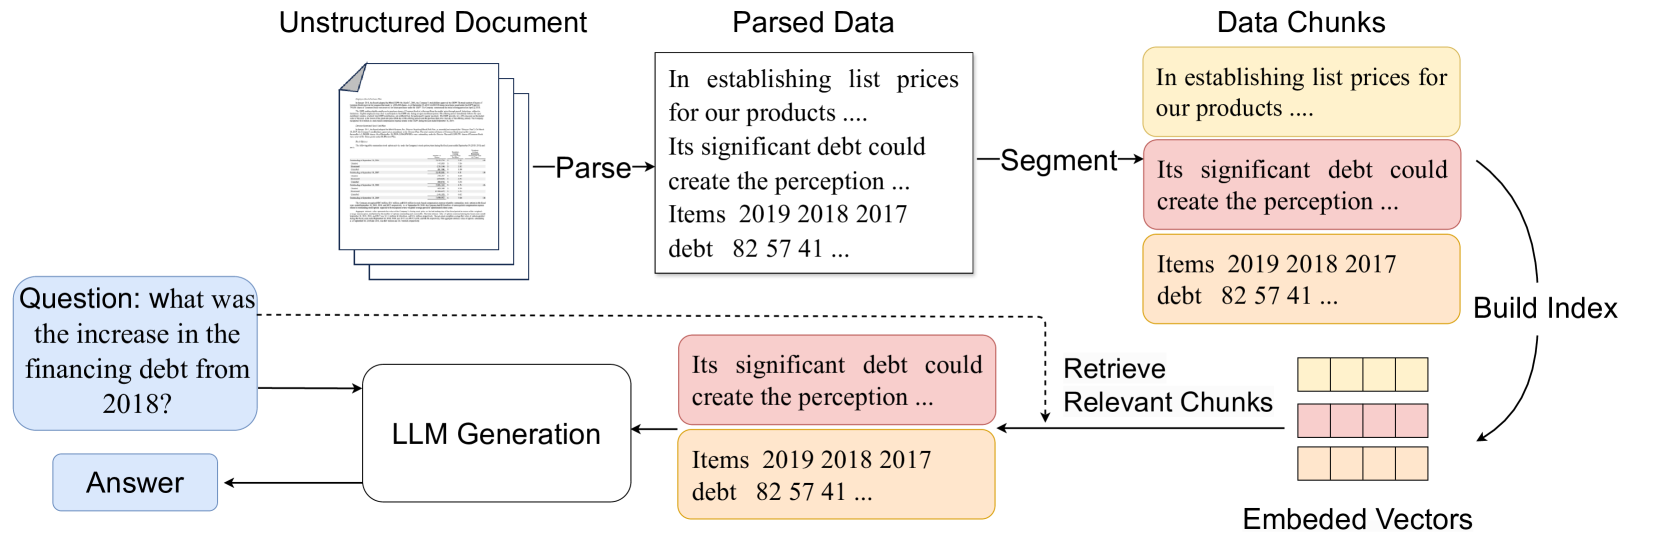 Unstructured Document
Parsed Data
Data Chunks
In establishing list prices
for our products ....
Its significant debt could
create the perception ...
Items 2019 2018 2017
debt 82 57 41 ...
Parse
Segment
In establishing list prices for
our products ....
Its significant debt could
create the perception ...
Items 2019 2018 2017
debt 82 57 41 ...
Build Index
Question: what was
the increase in the
financing debt from
2018?
LLM Generation
Answer
Its significant debt could
create the perception ...
Items 2019 2018 2017
debt 82 57 41 ...
Retrieve
Relevant Chunks
Embeded Vectors